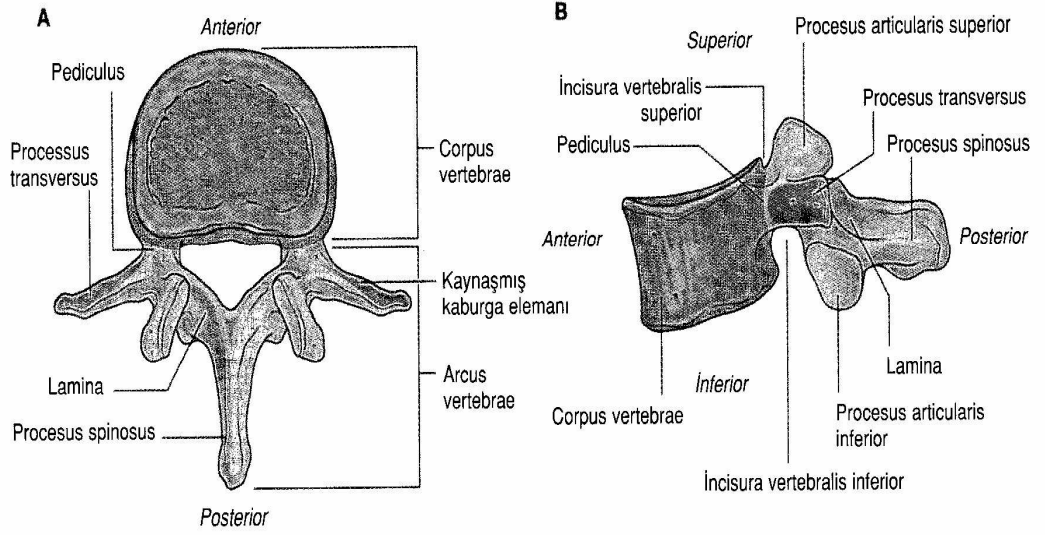 A
Anterior
Pediculus
Processus
transversus
Corpus
vertebrae
Kaynaşmış
kaburga elemanı
Lamina
Arcus
vertebrae
Procesus spinosus
Posterior
B
Procesus articularis superior
Superior
İncisura vertebralis
superior
Procesus transversus
Pediculus
Procesus spinosus
Anterior
Posterior
Lamina
İnferior
Corpus vertebrae
Procesus articularis
inferior
İncisura vertebralis inferior